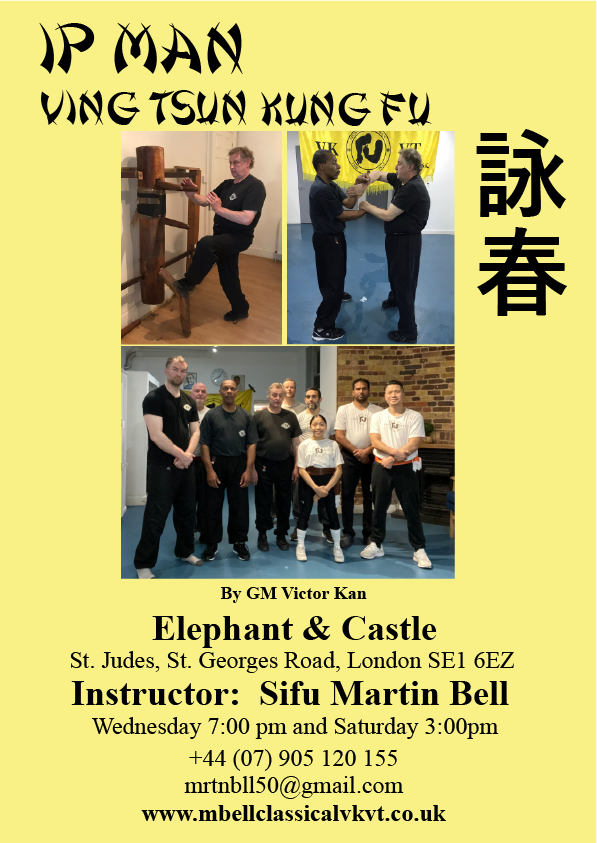 IP MAN
VING TSUN KUNG FU
詠春
VK VT
By GM Victor Kan
Elephant & Castle
St. Judes, St. Georges Road, London SE1 6EZ
Instructor:  Sifu Martin Bell
Wednesday 7:00 pm and Saturday 3:00pm
+44 (07) 905 120 155
mrtnbll50@gmail.com
www.mbellclassicalvkvt.co.uk